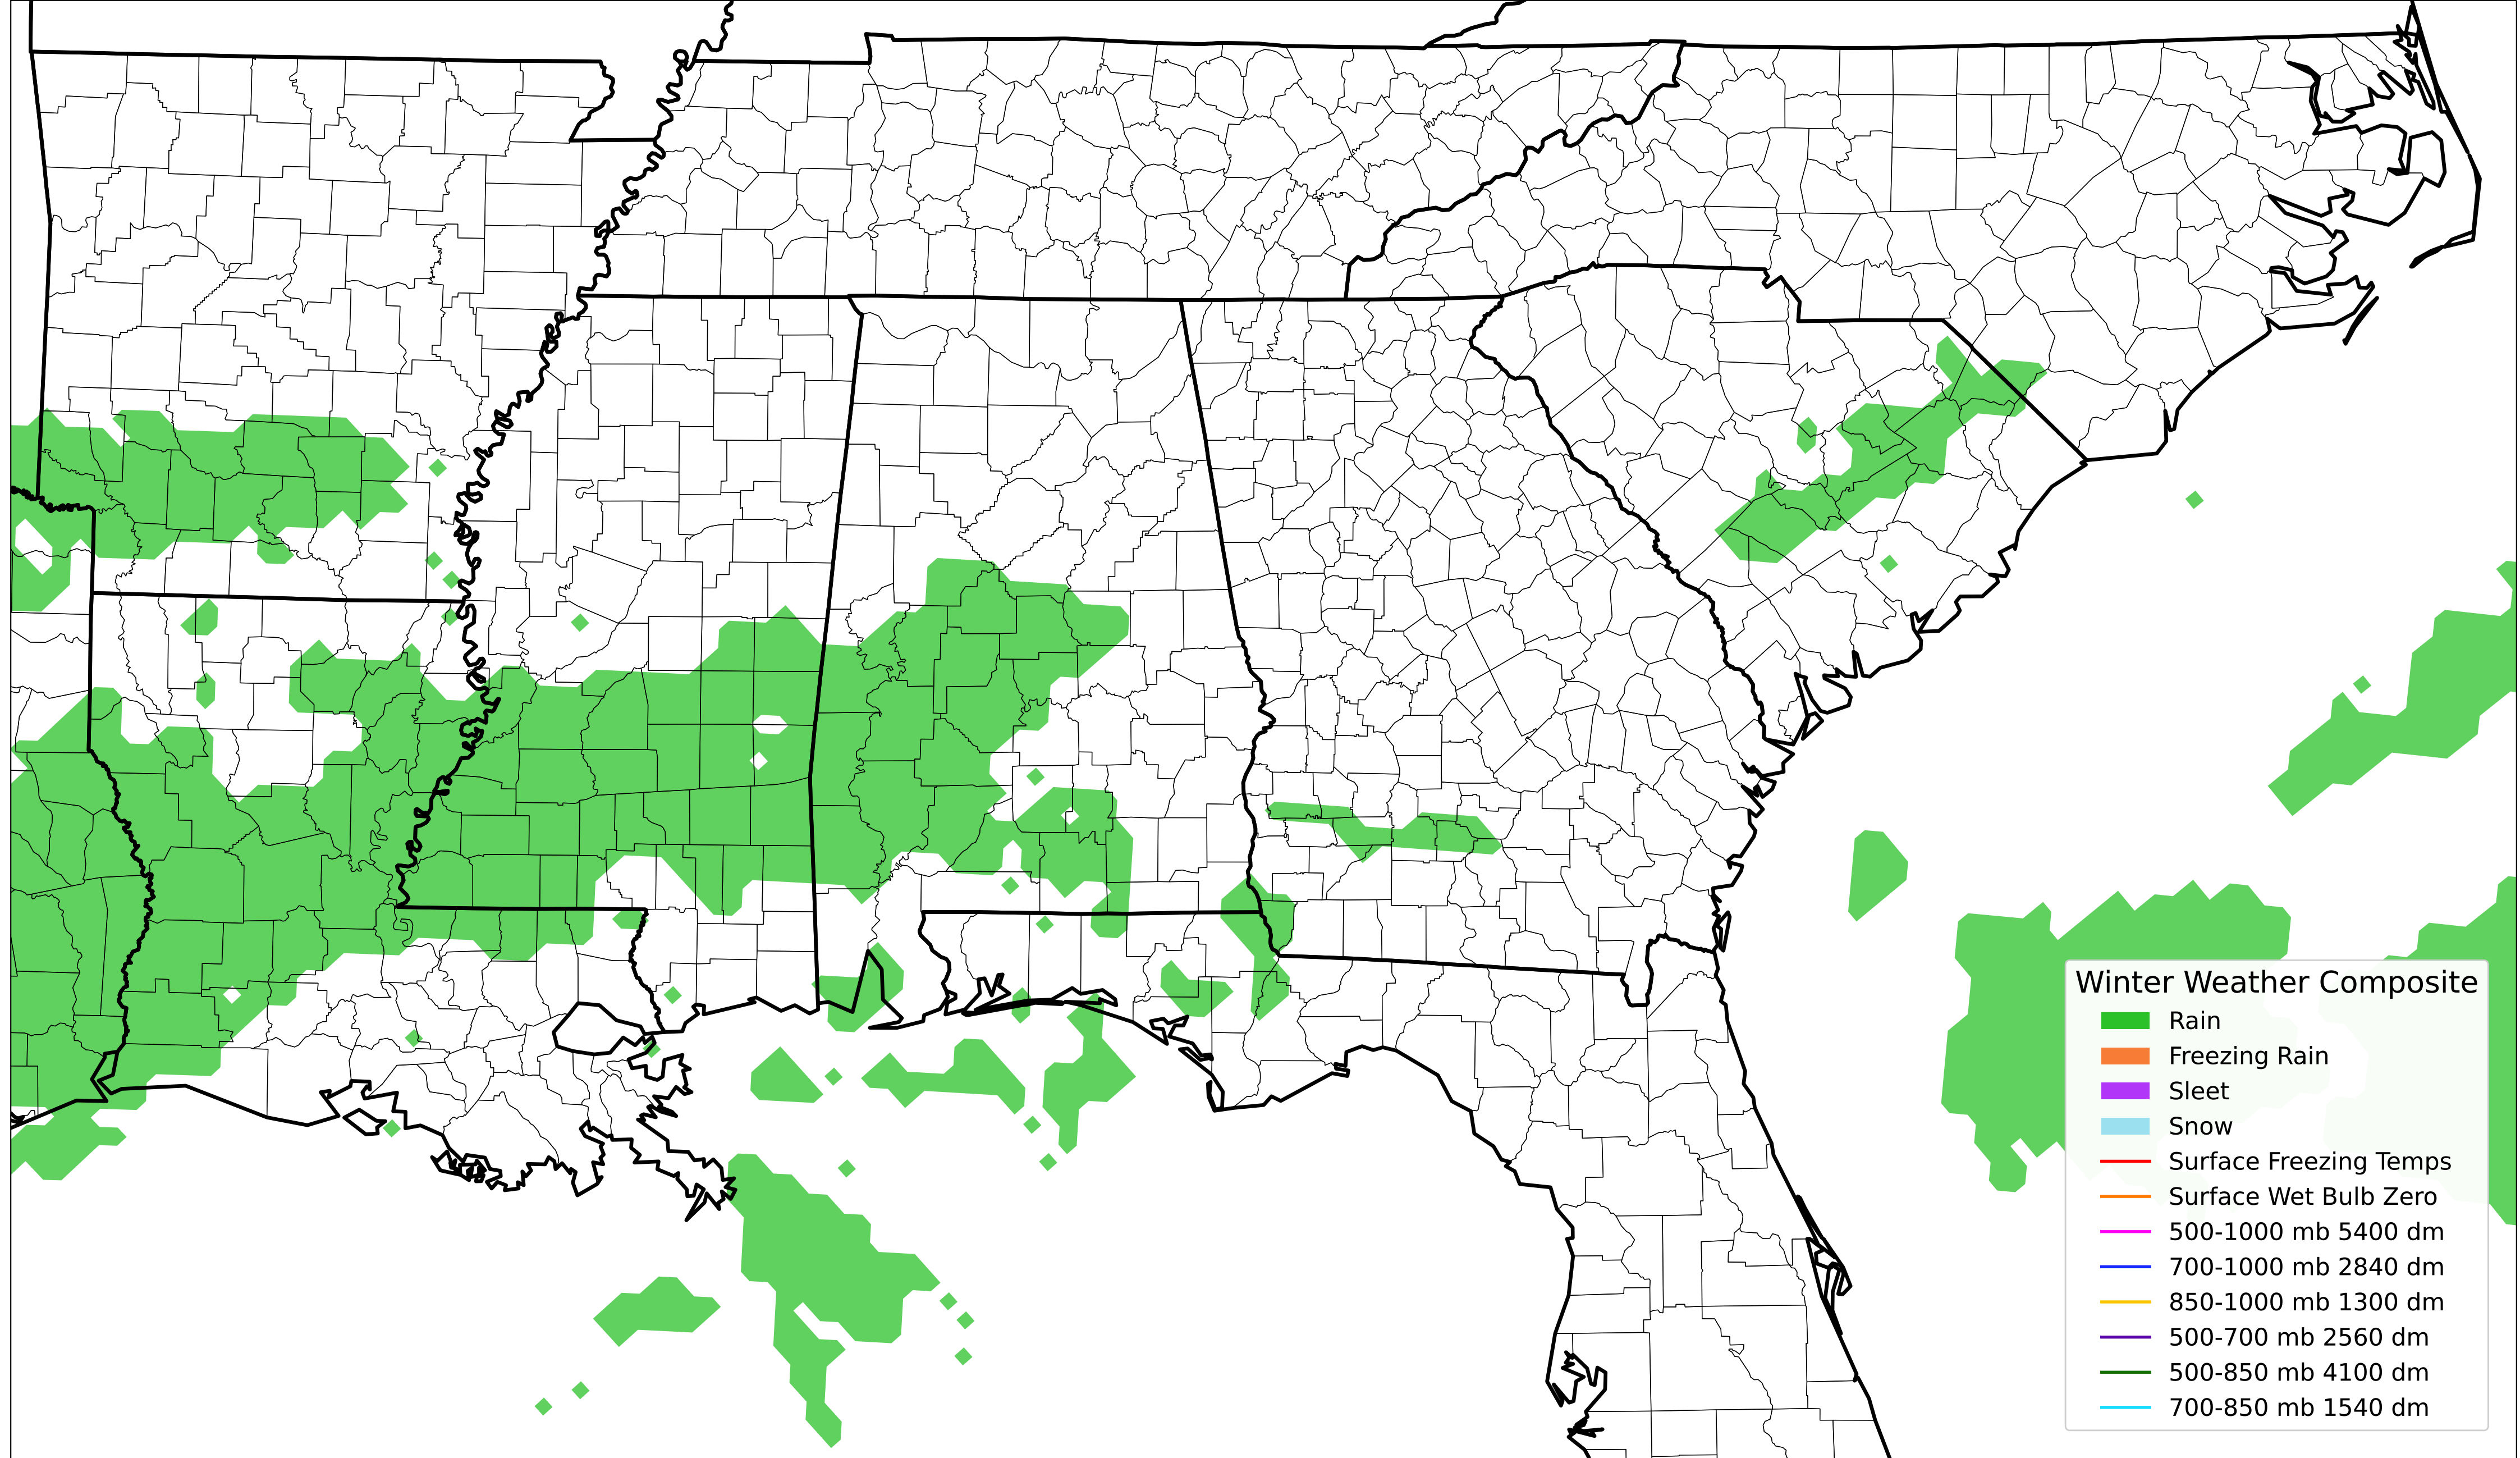 Winter Weather Composite
Rain
Freezing Rain
Sleet
Snow
Surface Freezing Temps
Surface Wet Bulb Zero
500-1000 mb 5400 dm
700-1000 mb 2840 dm
850-1000 mb 1300 dm
500-700 mb 2560 dm
500-850 mb 4100 dm
700-850 mb 1540 dm